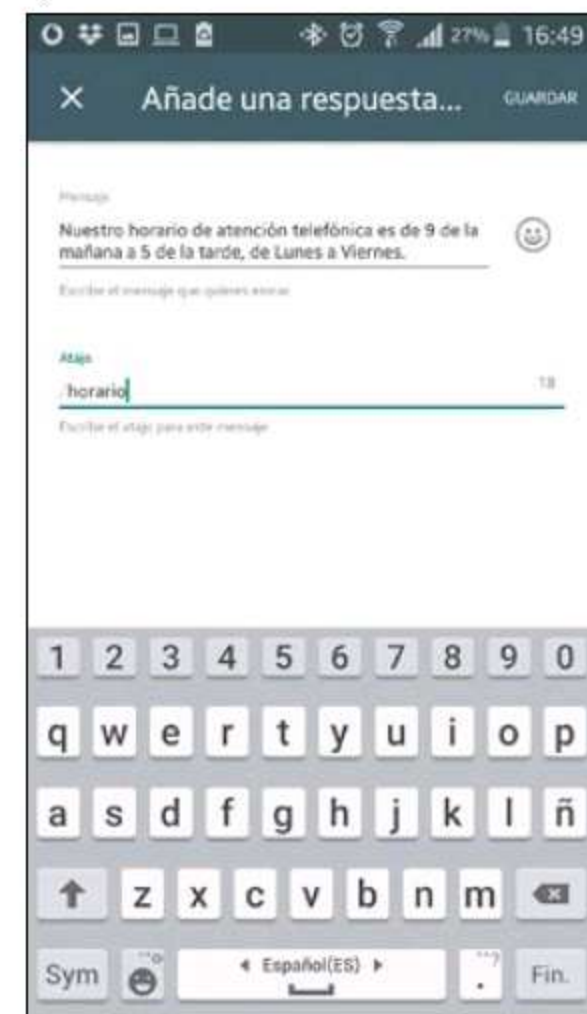 27% 16:49
Añade una respuesta... GUARDAR
Mensaje
Nuestro horario de atención telefónica es de 9 de la
mañana a 5 de la tarde, de Lunes a Viernes.
Escribe el mensaje que quieres enviar
Atajo
/ horario 18
Escribe el atajo para este mensaje
1 2 3 4 5 6 7 8 9 0
q w e r t y u i o p
a s d f g h j k l ñ
z x c v b n m
Sym Español(ES) . Fin.